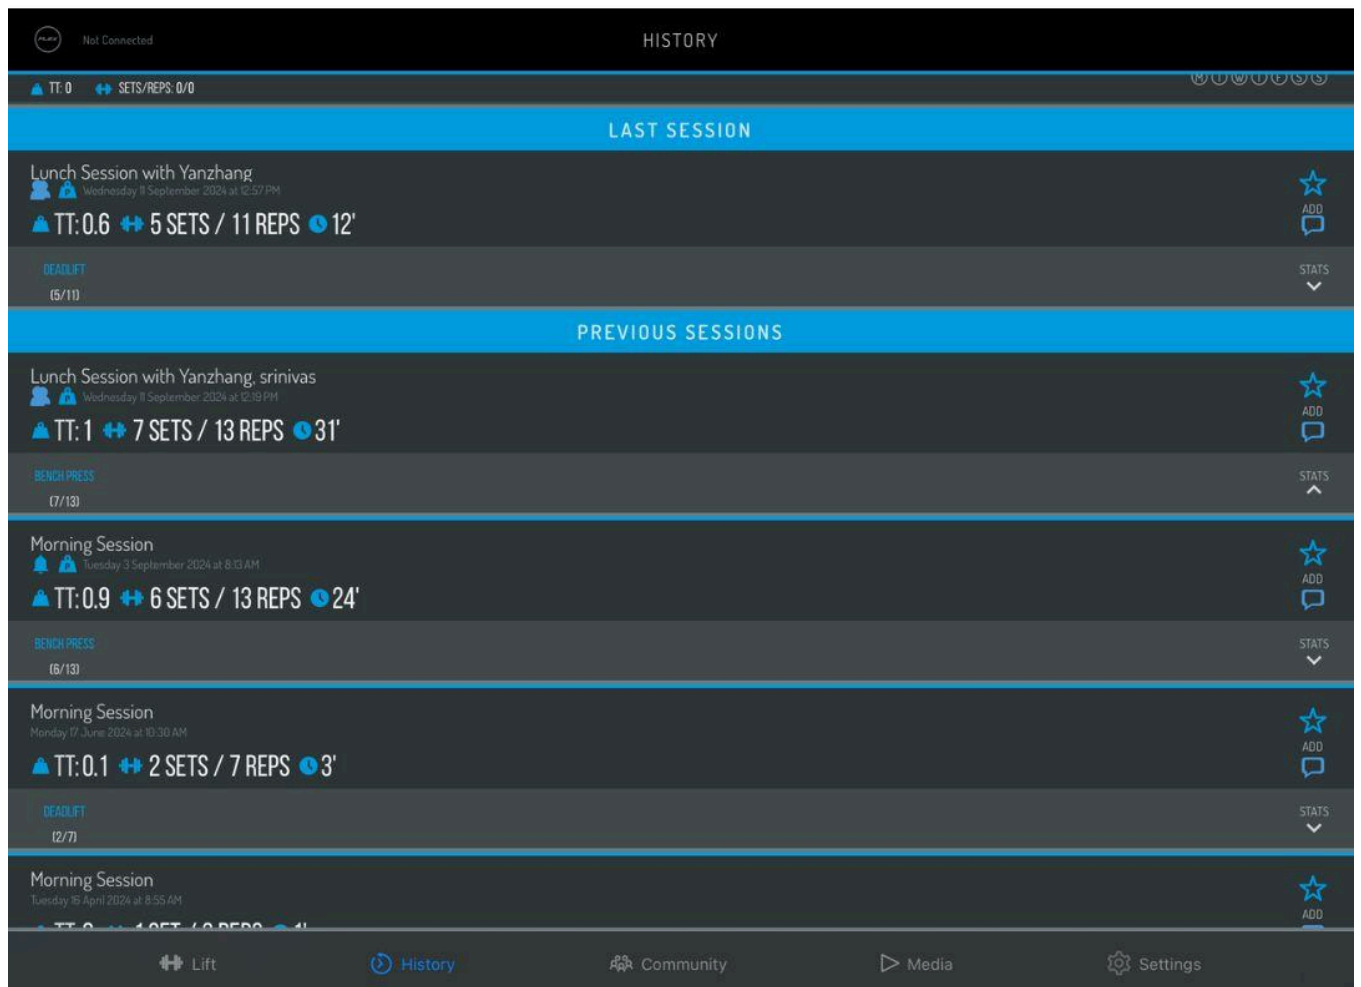 FLEX
Not Connected
HISTORY
TT: 0 SETS/REPS: 0/0
M T W T F S S
LAST SESSION
Lunch Session with Yanzhang
Wednesday 11 September 2024 at 12:57 PM
ADD
TT: 0.6 5 SETS / 11 REPS 12'
DEADLIFT
STATS
(5/11)
PREVIOUS SESSIONS
Lunch Session with Yanzhang, srinivas
Wednesday 11 September 2024 at 12:19 PM
ADD
TT: 1 7 SETS / 13 REPS 31'
BENCH PRESS
STATS
(7/13)
Morning Session
Tuesday 3 September 2024 at 8:13 AM
ADD
TT: 0.9 6 SETS / 13 REPS 24'
BENCH PRESS
STATS
(6/13)
Morning Session
Monday 17 June 2024 at 10:30 AM
ADD
TT: 0.1 2 SETS / 7 REPS 3'
DEADLIFT
STATS
(2/7)
Morning Session
Tuesday 16 April 2024 at 8:55 AM
ADD
Lift History Community Media Settings